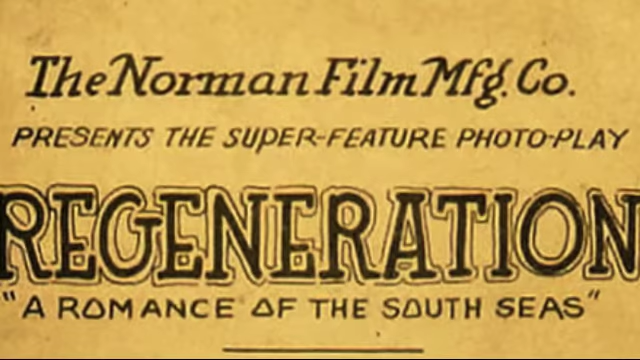 The Norman Film Mfg. Co.
PRESENTS THE SUPER-FEATURE PHOTO-PLAY
REGENERATION
"A ROMANCE OF THE SOUTH SEAS"